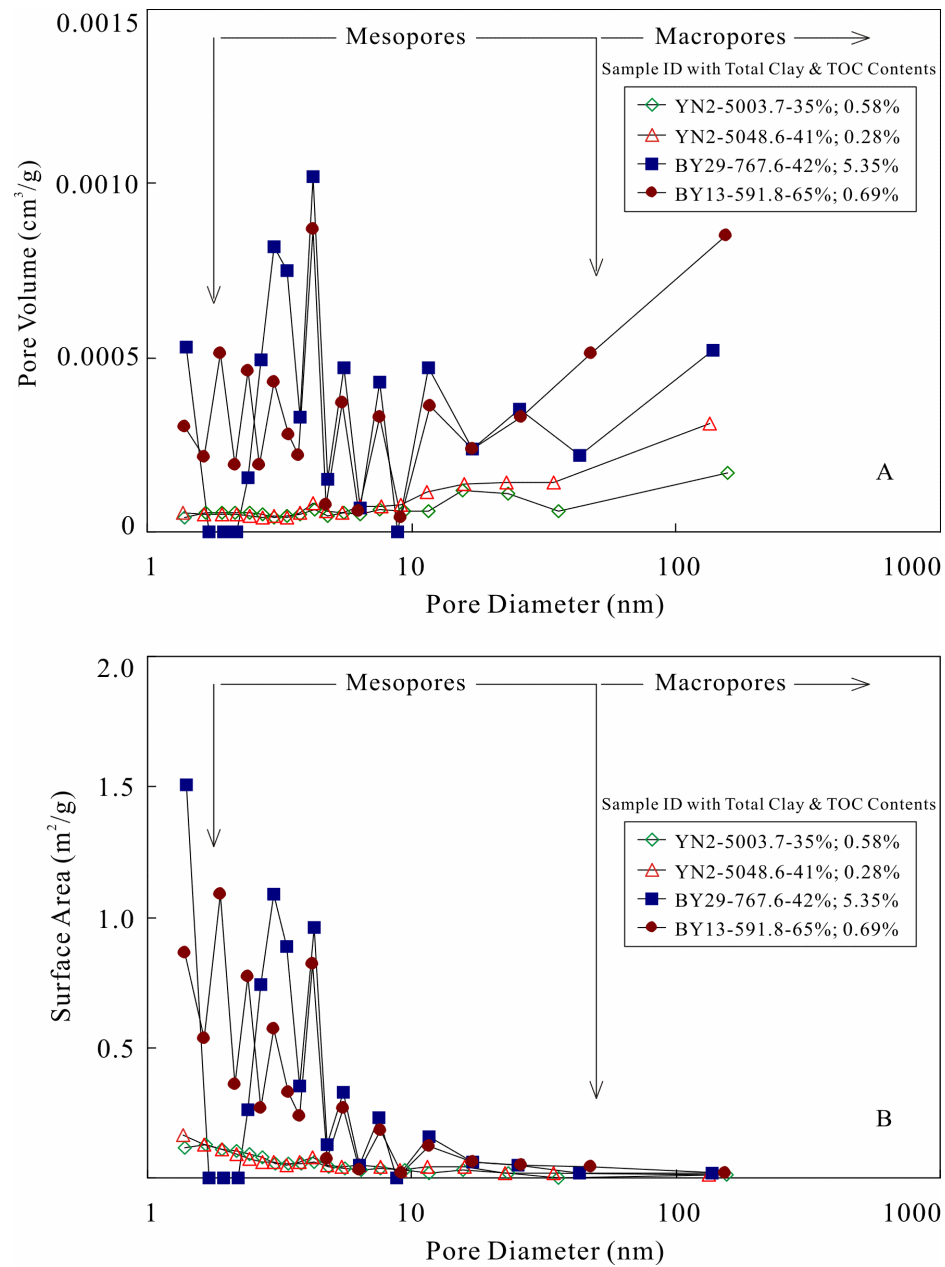 0.0015
Mesopores
Macropores
Sample ID with Total Clay & TOC Contents
YN2-5003.7-35%; 0.58%
YN2-5048.6-41%; 0.28%
BY29-767.6-42%; 5.35%
BY13-591.8-65%; 0.69%
0.0010
0.0005
0
Pore Volume (cm³/g)
A
1
10
100
1000
Pore Diameter (nm)
2.0
Mesopores
Macropores
1.5
Sample ID with Total Clay & TOC Contents
YN2-5003.7-35%; 0.58%
YN2-5048.6-41%; 0.28%
BY29-767.6-42%; 5.35%
BY13-591.8-65%; 0.69%
1.0
0.5
Surface Area (m²/g)
B
1
10
100
1000
Pore Diameter (nm)